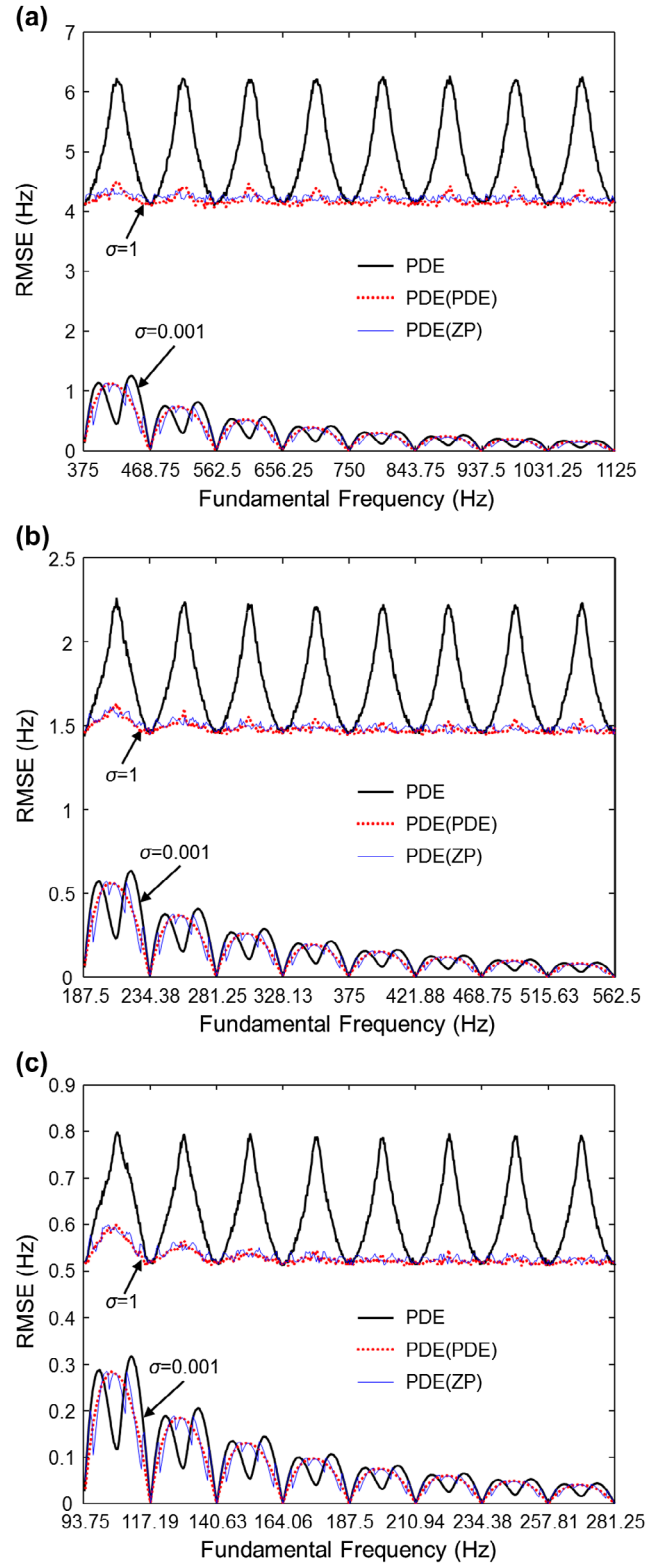 (a)
7
6
5
4
3
2
1
0
RMSE (Hz)
σ=1
PDE
PDE(PDE)
PDE(ZP)
σ=0.001
375 468.75 562.5 656.25 750 843.75 937.5 1031.25 1125
Fundamental Frequency (Hz)
(b)
2.5
2
1.5
1
0.5
0
RMSE (Hz)
σ=1
PDE
PDE(PDE)
PDE(ZP)
σ=0.001
187.5 234.38 281.25 328.13 375 421.88 468.75 515.63 562.5
Fundamental Frequency (Hz)
(c)
0.9
0.8
0.7
0.6
0.5
0.4
0.3
0.2
0.1
0
RMSE (Hz)
σ=1
PDE
PDE(PDE)
PDE(ZP)
σ=0.001
93.75 117.19 140.63 164.06 187.5 210.94 234.38 257.81 281.25
Fundamental Frequency (Hz)